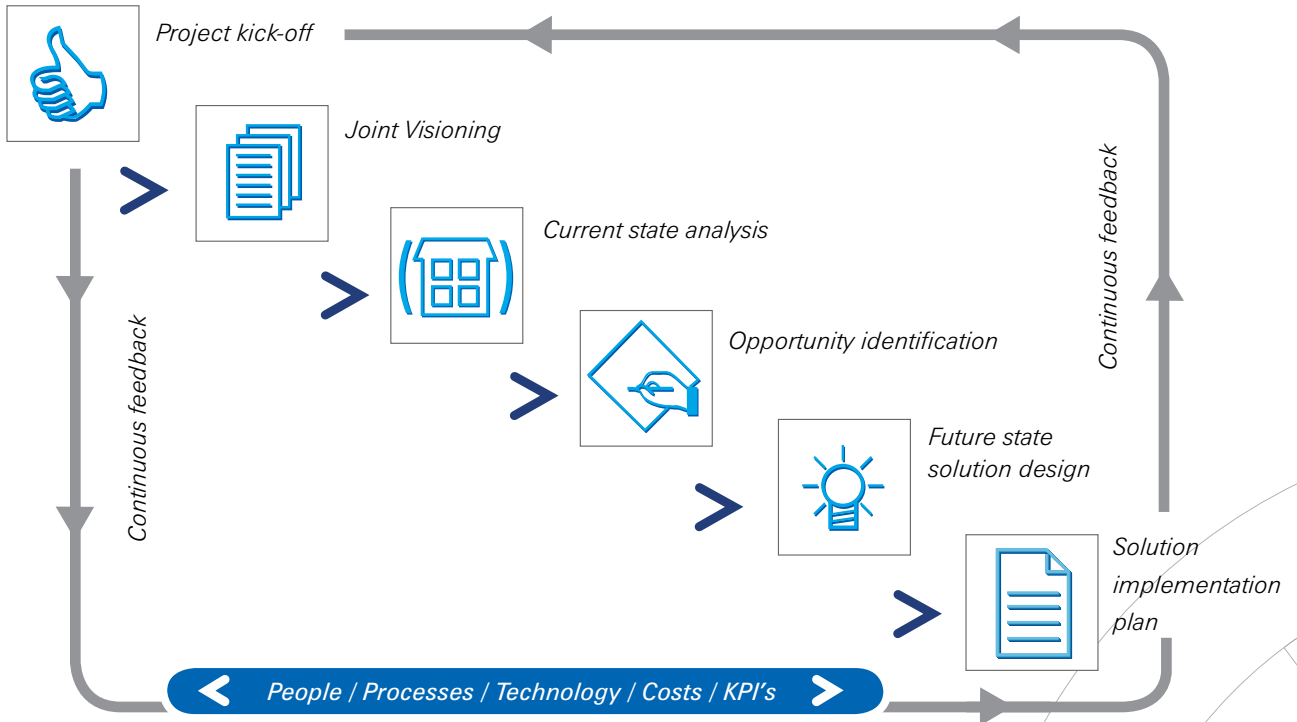 Project kick-off
Joint Visioning
Current state analysis
Opportunity identification
Future state
solution design
Solution
implementation
plan
Continuous feedback
Continuous feedback
People / Processes / Technology / Costs / KPI's